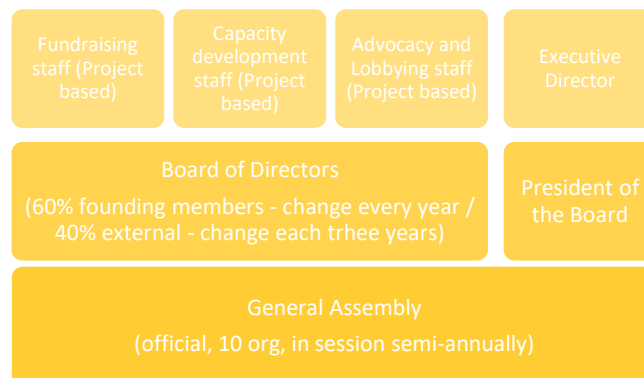 Fundraising
staff (Project
based)
Capacity
development
staff (Project
based)
Advocacy and
Lobbying staff
(Project based)
Executive
Director
Board of Directors
(60% founding members - change every year /
40% external - change each trhee years)
President of
the Board
General Assembly
(official, 10 org, in session semi-annually)